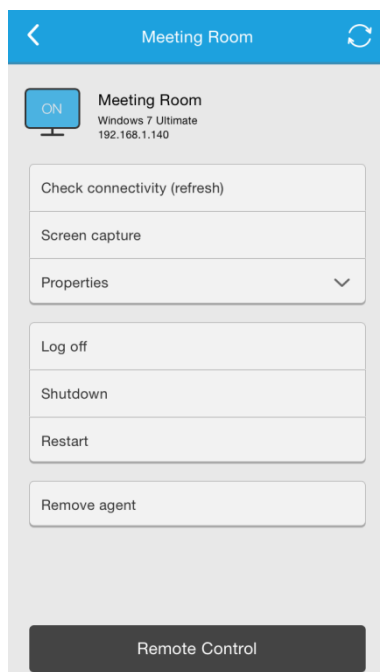 Meeting Room
ON
Meeting Room
Windows 7 Ultimate
192.168.1.140
Check connectivity (refresh)
Screen capture
Properties
Log off
Shutdown
Restart
Remove agent
Remote Control